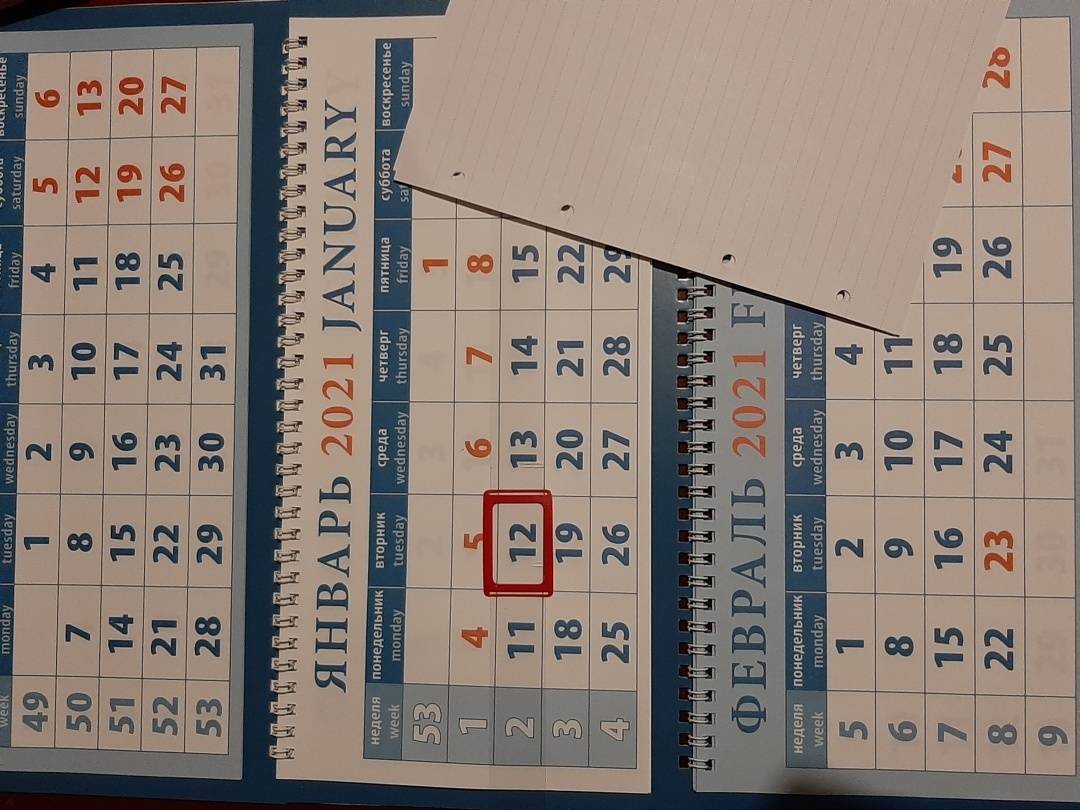 week monday tuesday wednesday thursday friday saturday sunday
49 1 2 3 4 5 6
50 7 8 9 10 11 12 13
51 14 15 16 17 18 19 20
52 21 22 23 24 25 26 27
53 28 29 30 31
ЯНВАРЬ 2021 JANUARY
неделя понедельник вторник среда четверг пятница суббота воскресенье
week monday tuesday wednesday thursday friday sunday
53 1
1 4 5 6 7 8
2 11 12 13 14 15
3 18 19 20 21 22
4 25 26 27 28 29
ФЕВРАЛЬ 2021 F
неделя понедельник вторник среда четверг
week monday tuesday wednesday thursday
5 1 2 3 4
6 8 9 10 11
7 15 16 17 18 19
8 22 23 24 25 26 27 28
9